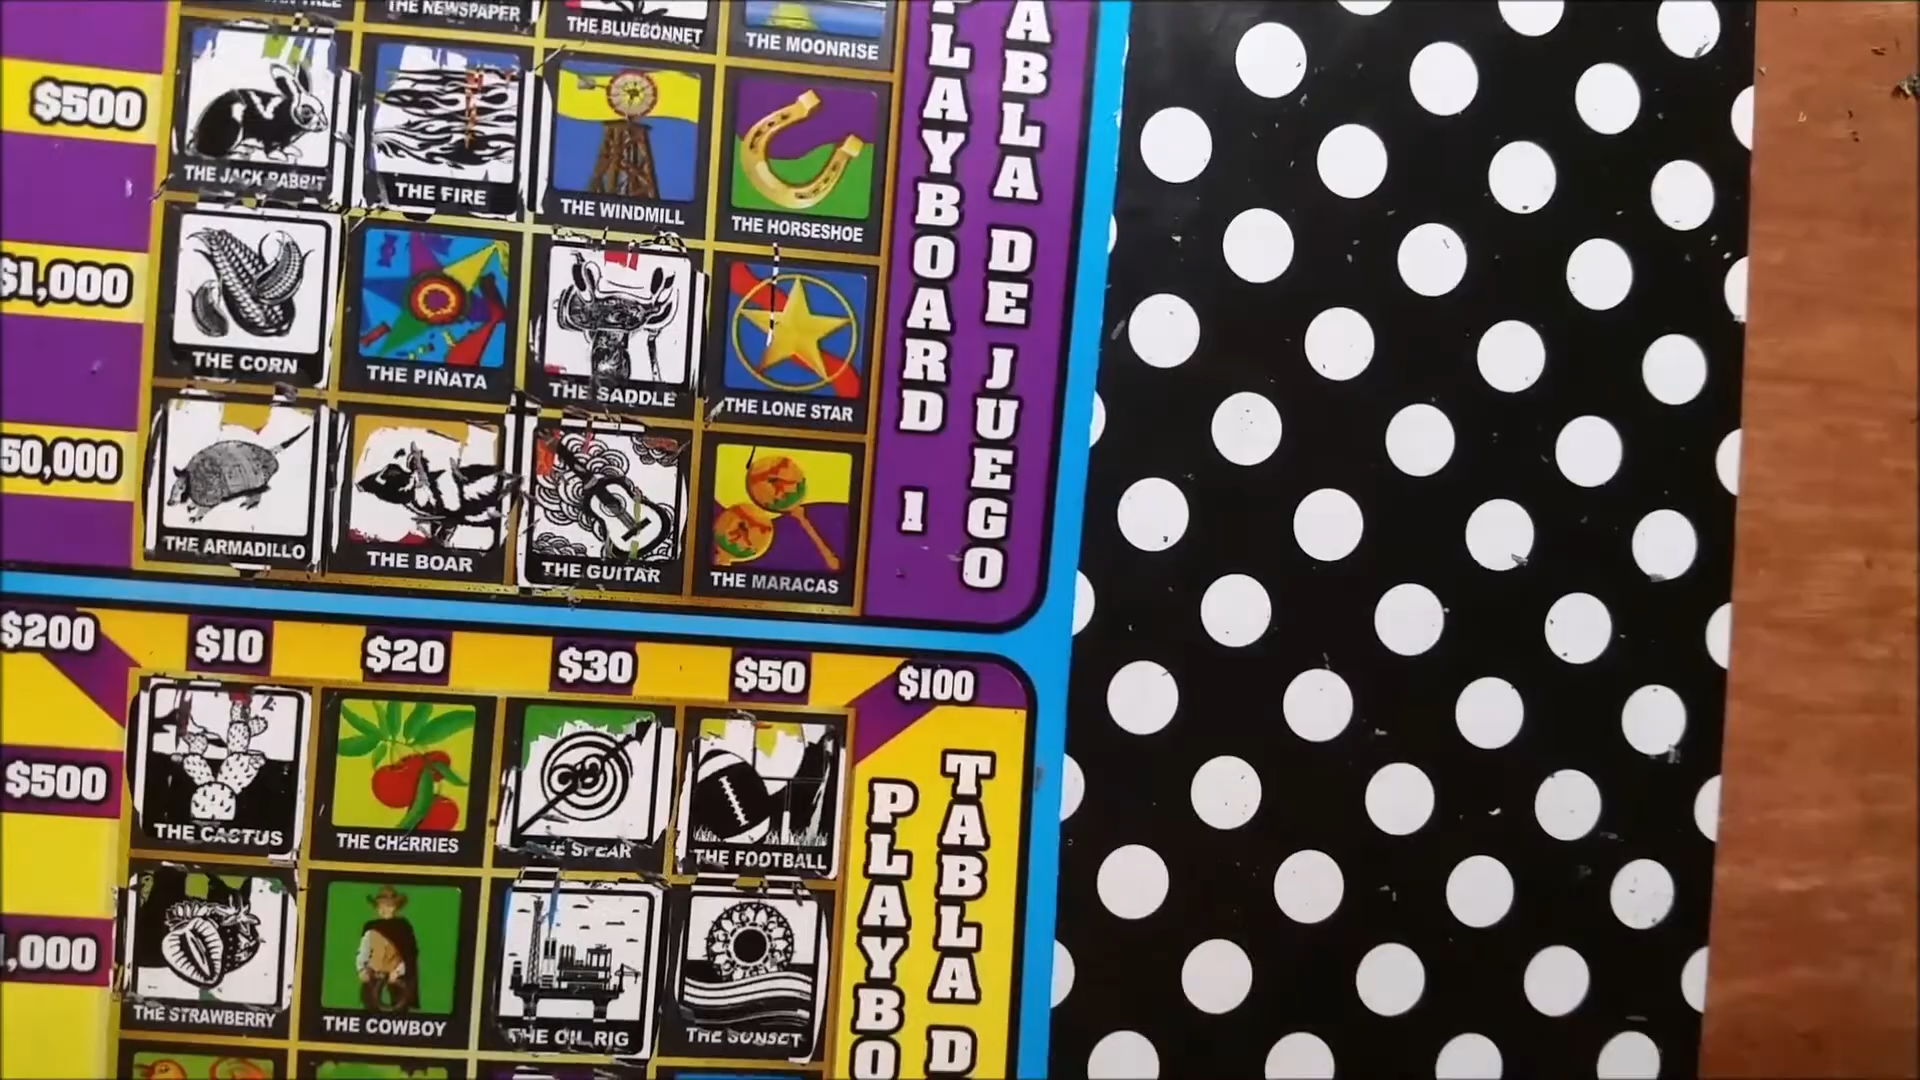 THE NEWSPAPER
THE BLUEBONNET
THE MOONRISE
$500
THE JACK RABBIT
THE FIRE
THE WINDMILL
THE HORSESHOE
$1,000
THE CORN
THE PIÑATA
THE SADDLE
THE LONE STAR
50,000
THE ARMADILLO
THE BOAR
THE GUITAR
THE MARACAS
PLAYBOARD 1
TABLA DE JUEGO
$200
$10
$20
$30
$50
$100
$500
THE CACTUS
THE CHERRIES
THE SPEAR
THE FOOTBALL
,000
THE STRAWBERRY
THE COWBOY
THE OIL RIG
THE SUNSET
PLAYBO
TABLA D